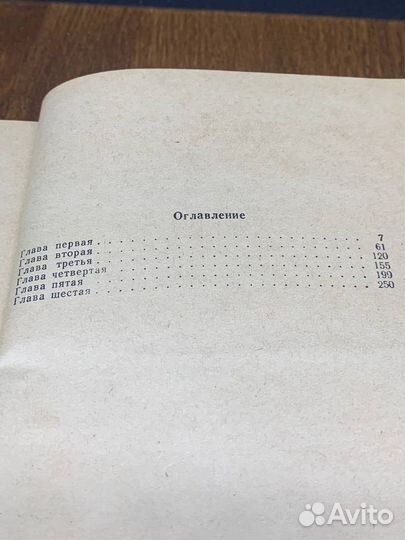 Оглавление
Глава первая . . . . . . . . . . . . . . . . . . . . 7
Глава вторая . . . . . . . . . . . . . . . . . . . . 61
Глава третья . . . . . . . . . . . . . . . . . . . . 120
Глава четвертая . . . . . . . . . . . . . . . . . . 155
Глава пятая . . . . . . . . . . . . . . . . . . . . 199
Глава шестая . . . . . . . . . . . . . . . . . . . . 250
Avito